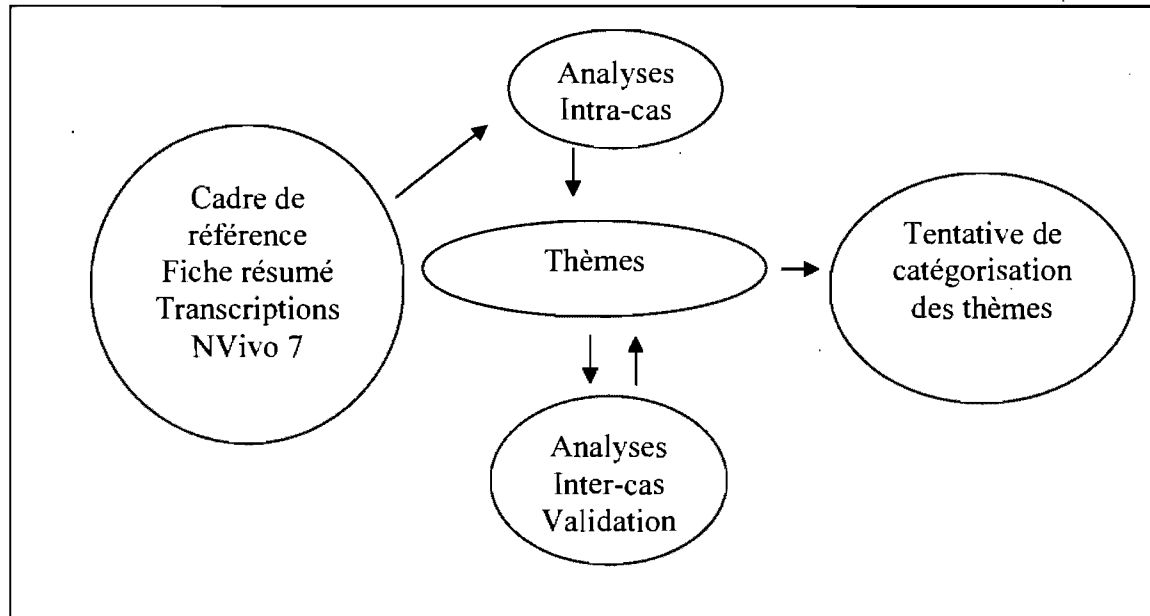 Analyses
Intra-cas
Cadre de
référence
Fiche résumé
Transcriptions
NVivo 7
Thèmes
Tentative de
catégorisation
des thèmes
Analyses
Inter-cas
Validation